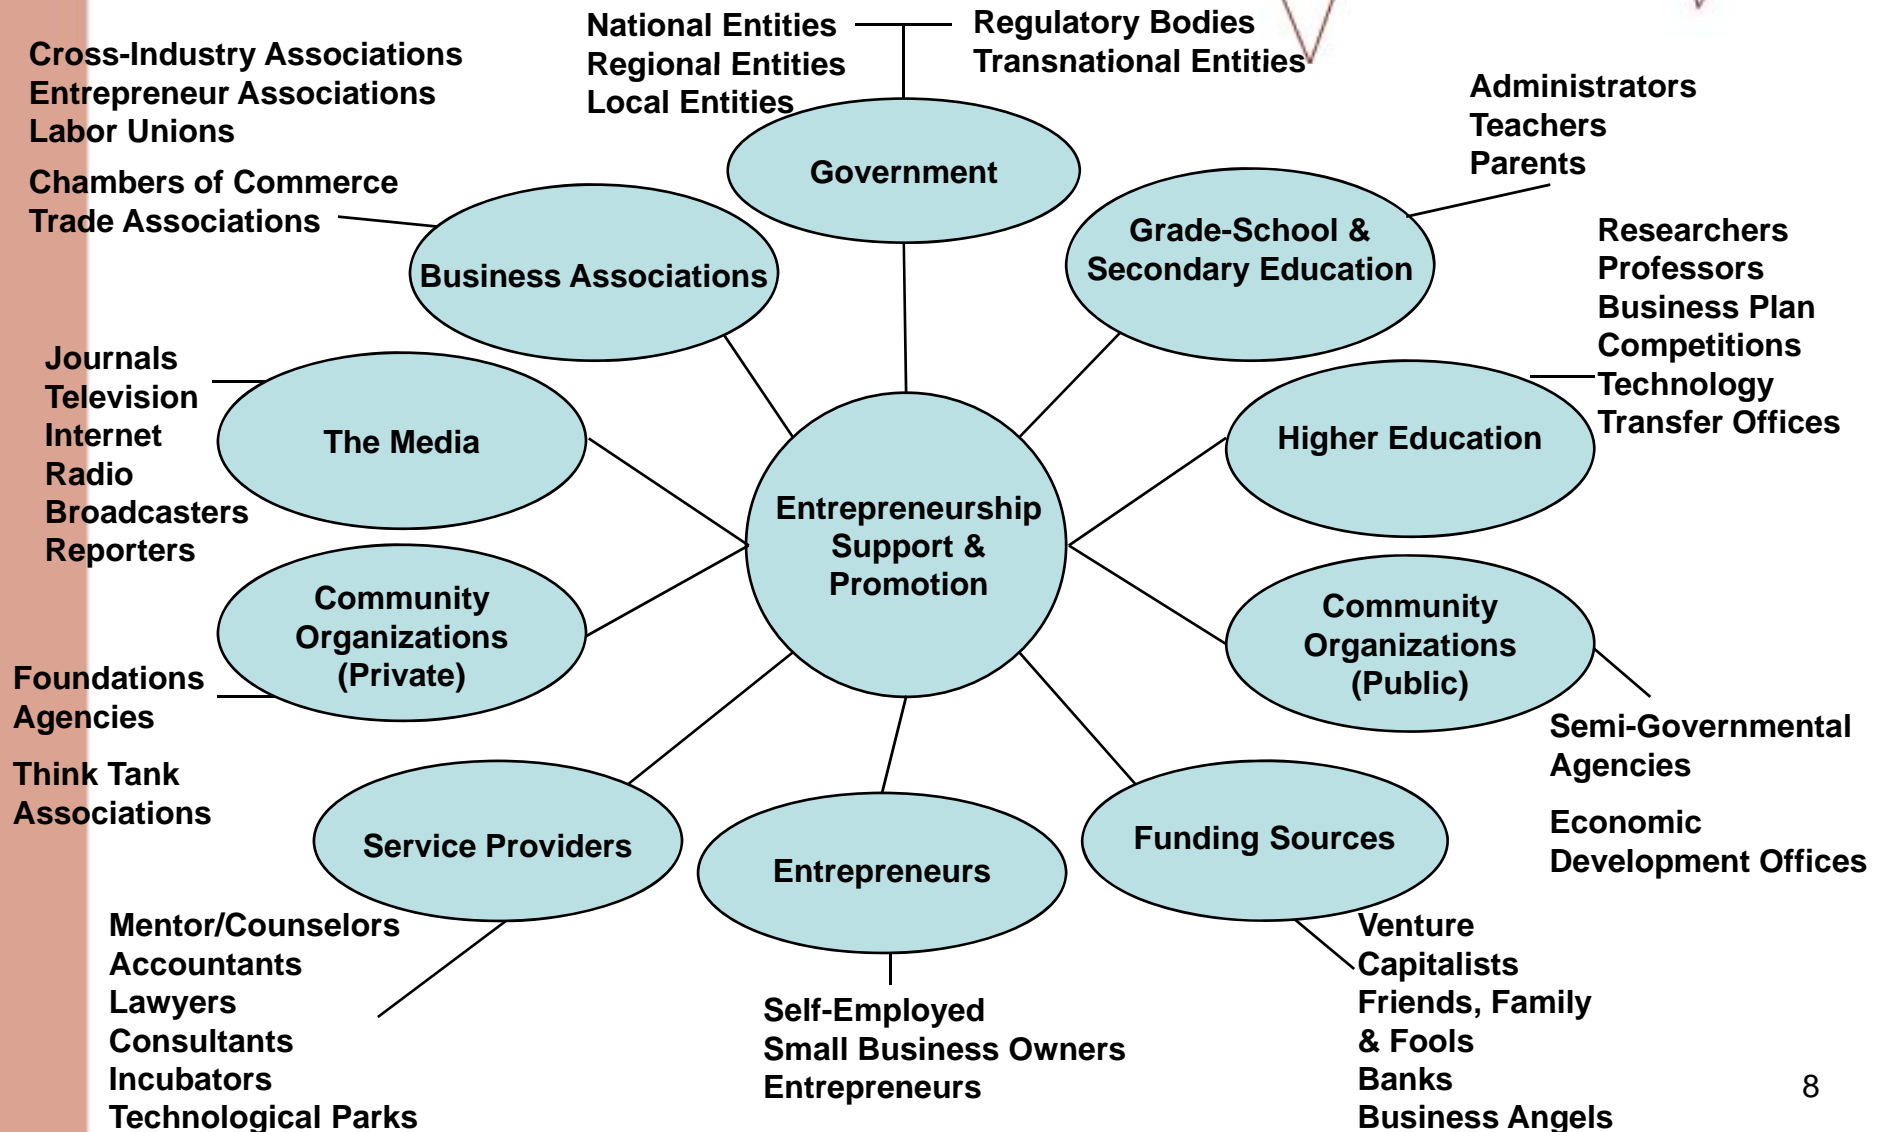 National Entities
Regional Entities
Local Entities
Regulatory Bodies
Transnational Entities
Cross-Industry Associations
Entrepreneur Associations
Labor Unions
Chambers of Commerce
Trade Associations
Administrators
Teachers
Parents
Government
Grade-School &
Secondary Education
Business Associations
Researchers
Professors
Business Plan
Competitions
Technology
Transfer Offices
Journals
Television
Internet
Radio
Broadcasters
Reporters
The Media
Higher Education
Entrepreneurship
Support &
Promotion
Community
Organizations
(Private)
Community
Organizations
(Public)
Foundations
Agencies
Think Tank
Associations
Semi-Governmental
Agencies
Economic
Development Offices
Service Providers
Entrepreneurs
Funding Sources
Mentor/Counselors
Accountants
Lawyers
Consultants
Incubators
Technological Parks
Self-Employed
Small Business Owners
Entrepreneurs
Venture
Capitalists
Friends, Family
& Fools
Banks
Business Angels
8